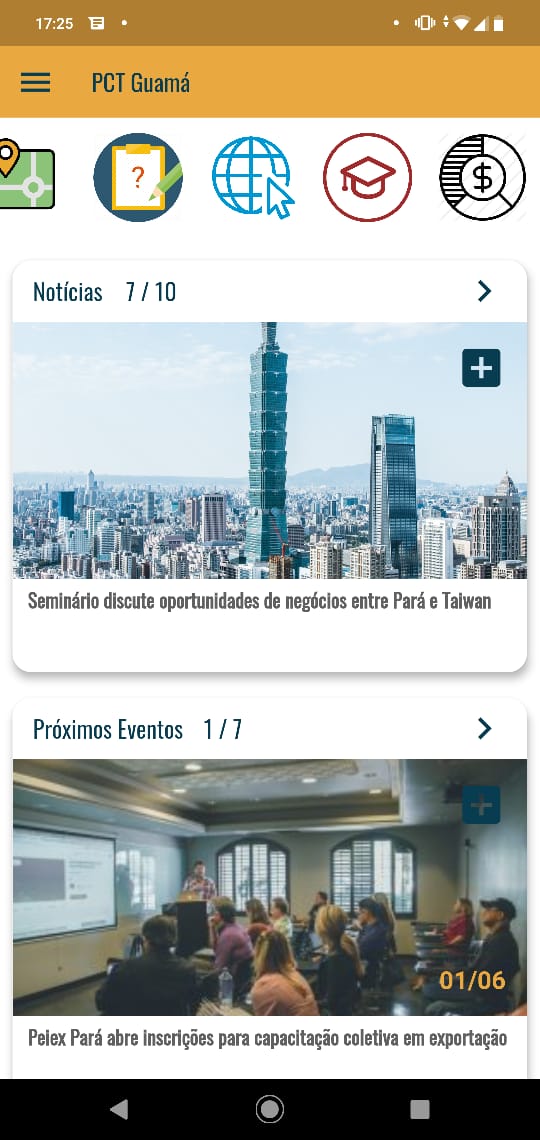 17:25
PCT Guamá
?
$
Notícias 7 / 10
Seminário discute oportunidades de negócios entre Pará e Taiwan
Próximos Eventos 1 / 7
01/06
Peiex Pará abre inscrições para capacitação coletiva em exportação